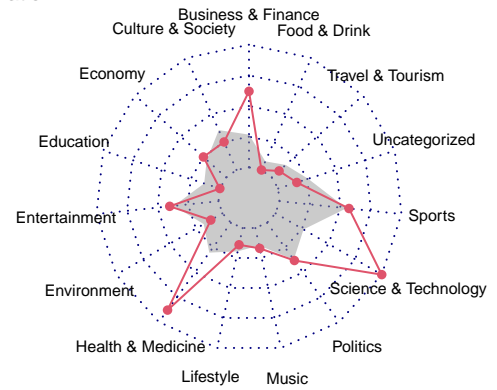 Business & Finance
Culture & Society
Food & Drink
Economy
Travel & Tourism
Education
Uncategorized
Entertainment
Sports
Environment
Science & Technology
Health & Medicine
Politics
Lifestyle
Music